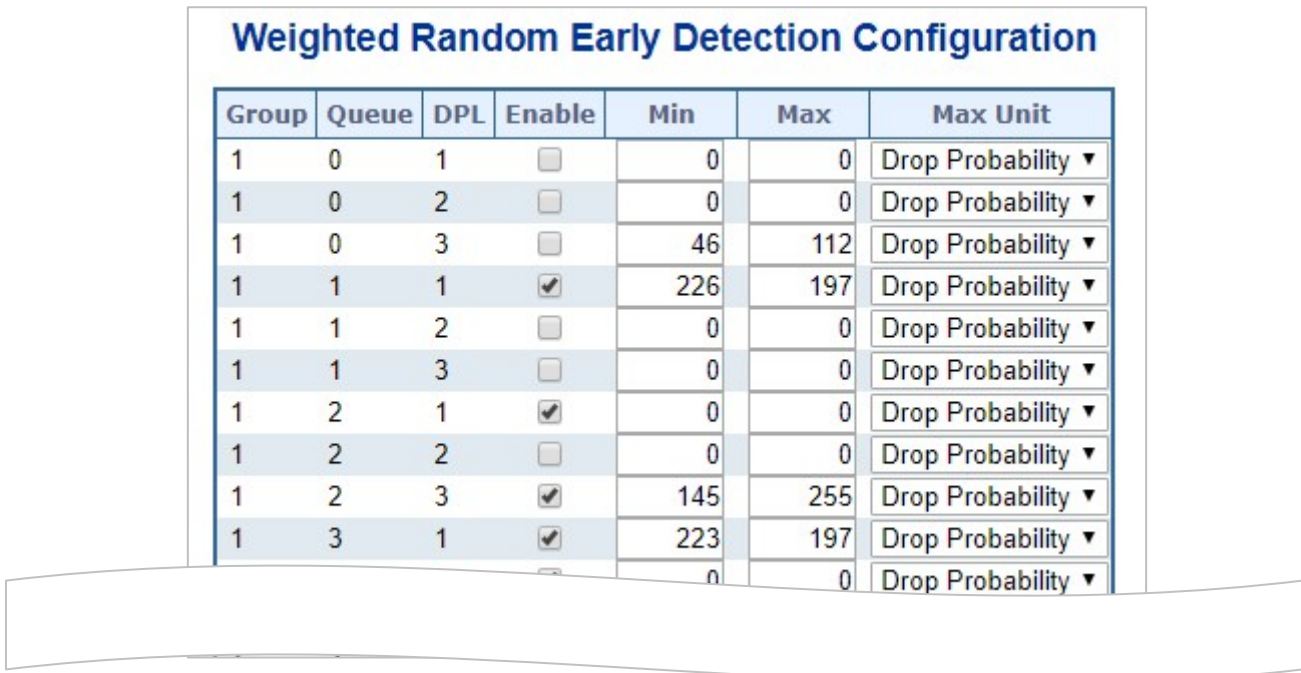 Weighted Random Early Detection Configuration
Group Queue DPL Enable Min Max Max Unit
1 0 1 0 0 Drop Probability
1 0 2 0 0 Drop Probability
1 0 3 46 112 Drop Probability
1 1 1 226 197 Drop Probability
1 1 2 0 0 Drop Probability
1 1 3 0 0 Drop Probability
1 2 1 0 0 Drop Probability
1 2 2 0 0 Drop Probability
1 2 3 145 255 Drop Probability
1 3 1 223 197 Drop Probability
0 0 Drop Probability